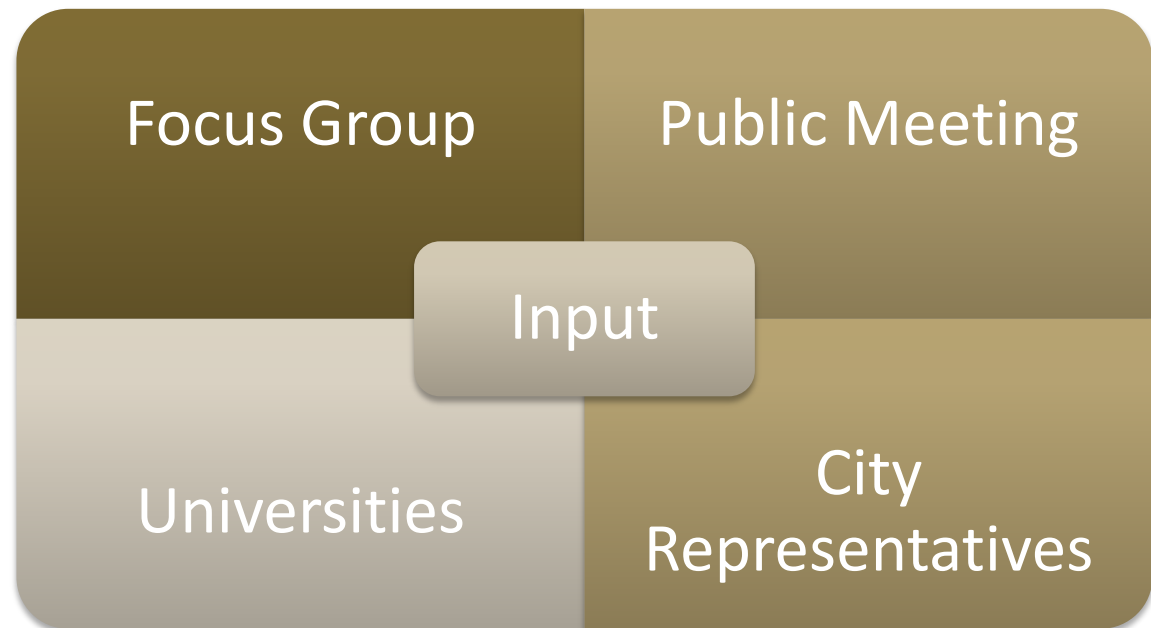 Focus Group
Public Meeting
Input
Universities
City
Representatives